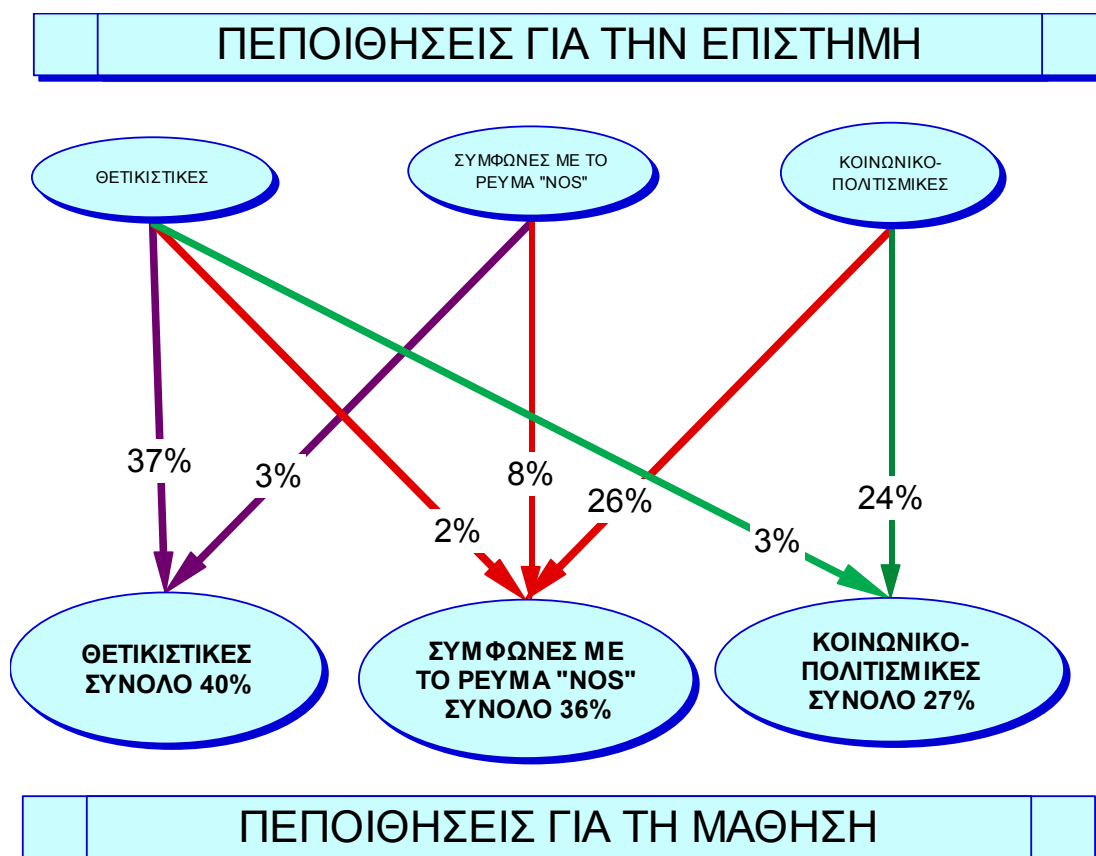 ΠΕΠΟΙΘΗΣΕΙΣ ΓΙΑ ΤΗΝ ΕΠΙΣΤΗΜΗ
ΘΕΤΙΚΙΣΤΙΚΕΣ
ΣΥΜΦΩΝΕΣ ΜΕ ΤΟ
ΡΕΥΜΑ "NOS"
ΚΟΙΝΩΝΙΚΟ-
ΠΟΛΙΤΙΣΜΙΚΕΣ
37%
3%
2%
8%
26%
3%
24%
ΘΕΤΙΚΙΣΤΙΚΕΣ
ΣΥΝΟΛΟ 40%
ΣΥΜΦΩΝΕΣ ΜΕ
ΤΟ ΡΕΥΜΑ "NOS"
ΣΥΝΟΛΟ 36%
ΚΟΙΝΩΝΙΚΟ-
ΠΟΛΙΤΙΣΜΙΚΕΣ
ΣΥΝΟΛΟ 27%
ΠΕΠΟΙΘΗΣΕΙΣ ΓΙΑ ΤΗ ΜΑΘΗΣΗ